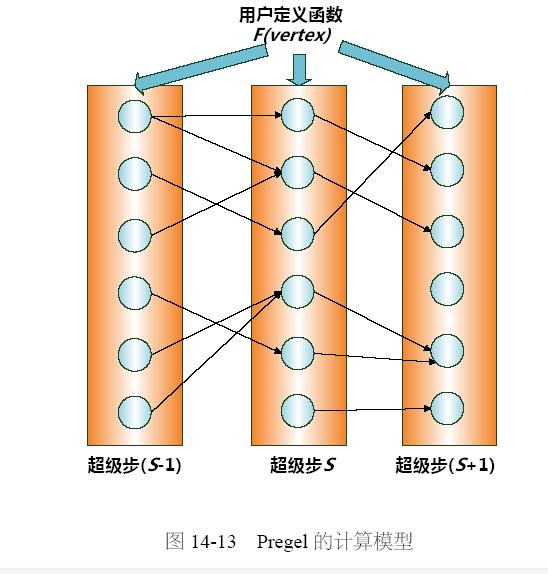 用户定义函数
F(vertex)
超级步(S-1) 超级步S 超级步(S+1)
图 14-13 Pregel 的计算模型